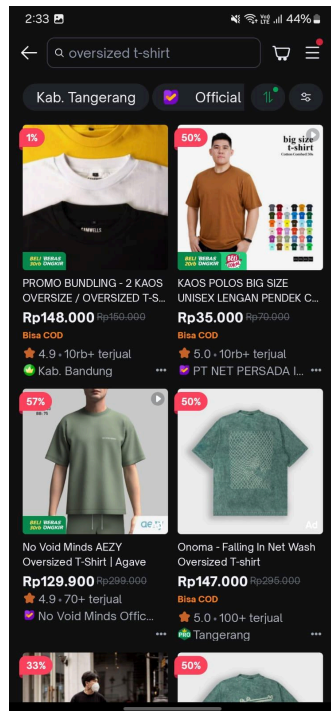 2:33
44%
oversized t-shirt
Kab. Tangerang
Official
1%
BELI 30rb BEBAS ONGKIR
PROMO BUNDLING - 2 KAOS
OVERSIZE / OVERSIZED T-S...
Rp148.000 Rp150.000
Bisa COD
4.9 • 10rb+ terjual
Kab. Bandung
50%
big size
t-shirt
KAOS POLOS BIG SIZE
UNISEX LENGAN PENDEK C...
Rp35.000 Rp70.000
Bisa COD
5.0 • 10rb+ terjual
PT NET PERSADA I...
57%
No Void Minds AEZY
Oversized T-Shirt | Agave
Rp129.900 Rp299.000
4.9 • 70+ terjual
No Void Minds Offic...
50%
Ad
Onoma - Falling In Net Wash
Oversized T-shirt
Rp147.000 Rp295.000
Bisa COD
5.0 • 100+ terjual
PRO Tangerang
33%
50%